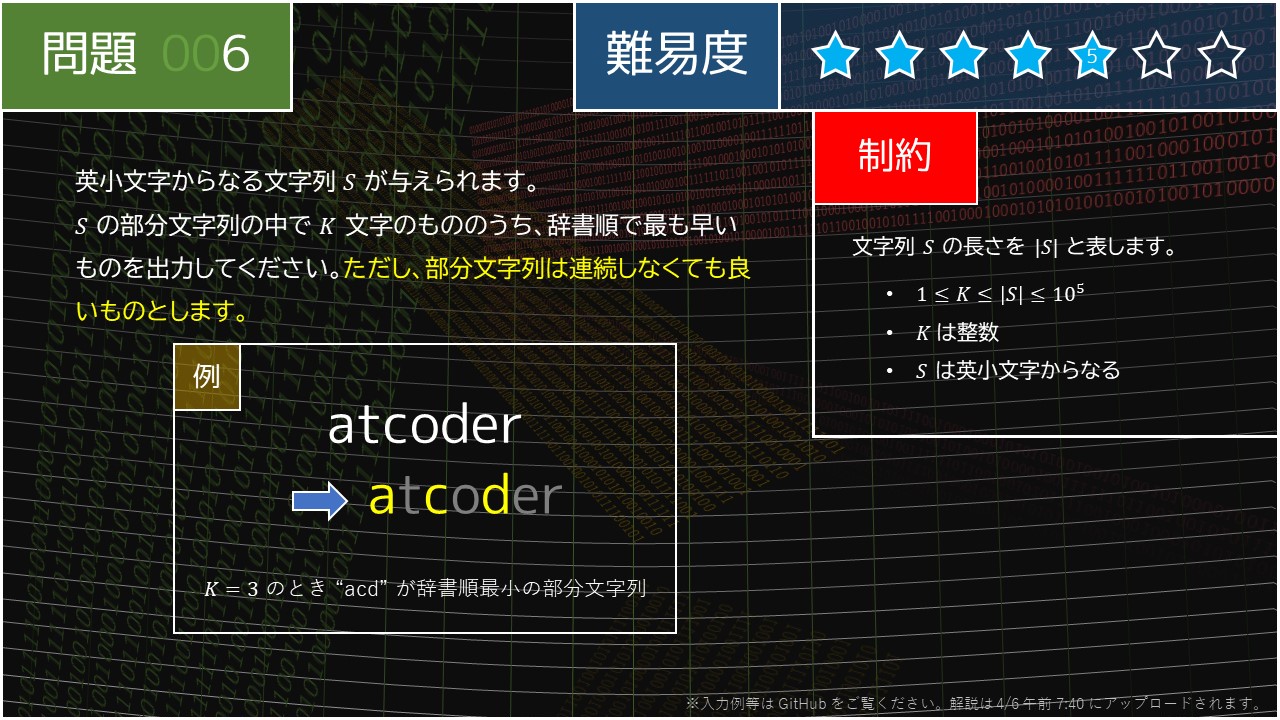 問題 006
難易度
5
英小文字からなる文字列 S が与えられます。
S の部分文字列の中で K 文字のもののうち、辞書順で最も早い
ものを出力してください。ただし、部分文字列は連続しなくても良
いものとします。
例
atcoder
atcoder
K = 3 のとき “acd” が辞書順最小の部分文字列
制約
文字列 S の長さを |S| と表します。
• 1 ≤ K ≤ |S| ≤ 10⁵
• K は整数
• S は英小文字からなる
※入力例等は GitHub をご覧ください。解説は 4/6 午前 7:40 にアップロードされます。